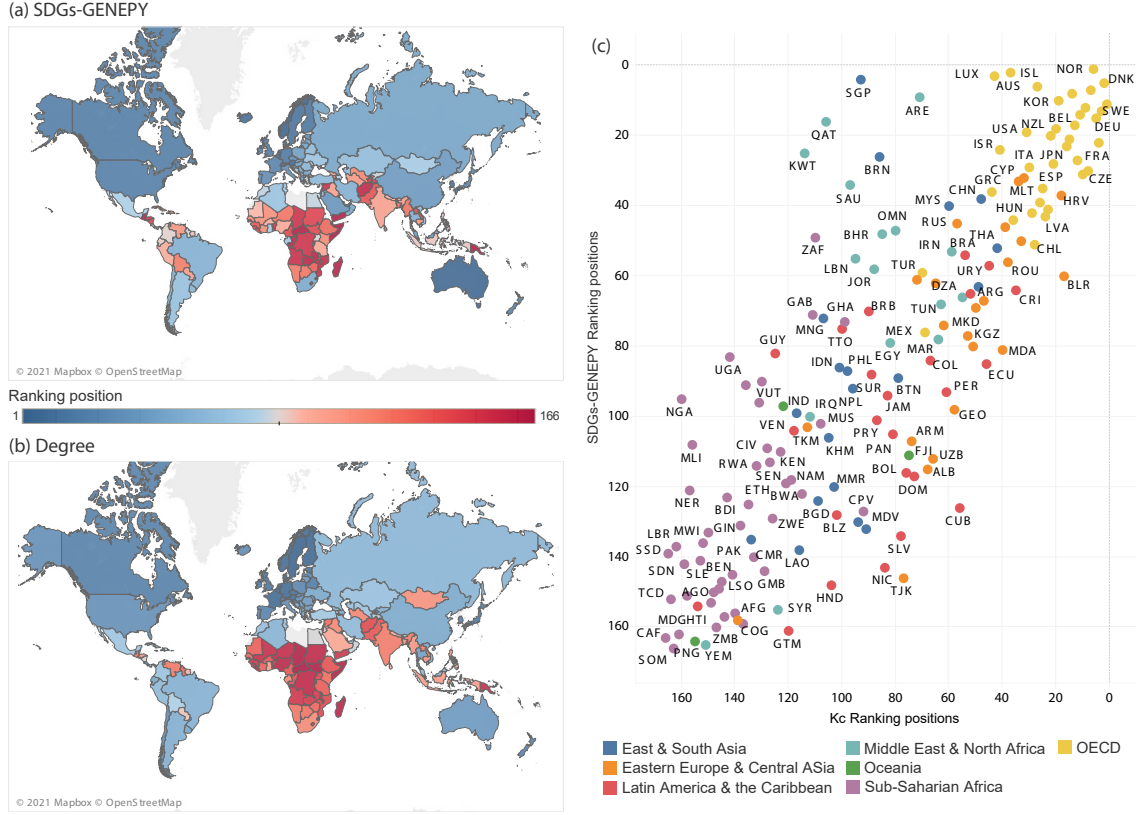 (a) SDGs-GENEPY
© 2021 Mapbox © OpenStreetMap
Ranking position
1
166
(b) Degree
© 2021 Mapbox © OpenStreetMap
(c)
SDGs-GENEPY Ranking positions
0
20
40
60
80
100
120
140
160
LUX ISL NOR DNK
SGP AUS
ARE KOR SWE
QAT USA NZL BEL DEU
KWT BRN ISR ITA JPN FRA
CYP CZE
SAU GRC MLT ESP
MYS CHN HRV
OMN HUN
RUS LVA
ZAF BHR IRN BRA THA CHL
LBN JOR TUR URY ROU
DZA BLR
ARG CRI
GAB GHA BRB TUN
MNG TTO MEX MKD KGZ
GUY MAR MDA
UGA IDN PHL EGY COL ECU
VUT SUR BTN PER
NGA IND IRQ NPL JAM GEO
MUS
VEN TKM PRY ARM
MLI CIV KHM PAN FJI UZB
RWA KEN BOL ALB
SEN NAM MMR DOM
NER ETH BWA
BDI BGD CPV MDV CUB
LBR MWI GIN ZWE BLZ
SSD PAK CMR LAO SLV
SDN SLE BEN
TCD AGO LSO GMB HND NIC TJK
MDG HTI AFG SYR
CAF ZMB COG GTM
SOM PNG YEM
160
140
120
100
80
60
40
20
0
Kc Ranking positions
East & South Asia
Middle East & North Africa
OECD
Eastern Europe & Central ASia
Oceania
Latin America & the Caribbean
Sub-Saharian Africa